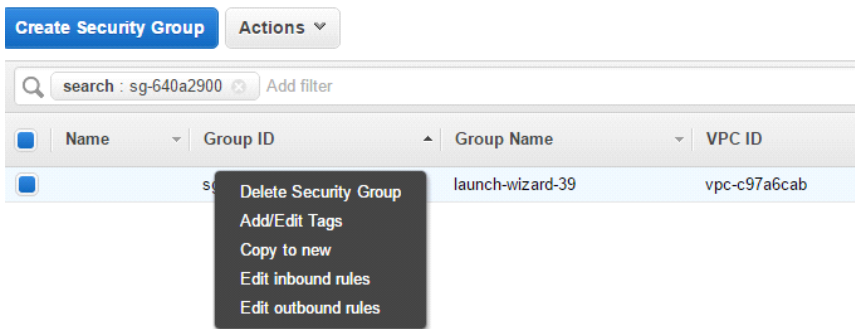 Create Security Group Actions
search : sg-640a2900 Add filter
Name Group ID Group Name VPC ID
launch-wizard-39 vpc-c97a6cab
Delete Security Group
Add/Edit Tags
Copy to new
Edit inbound rules
Edit outbound rules